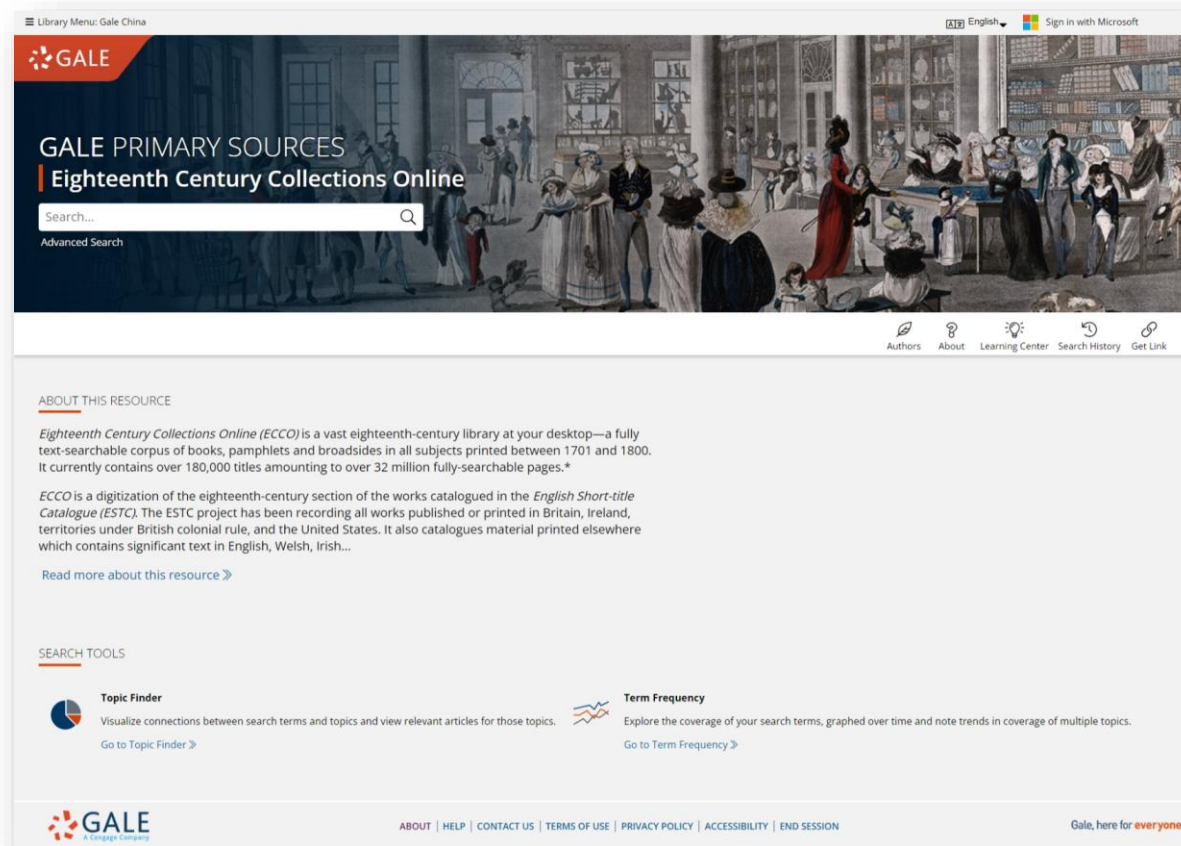 Library Menu: Gale China
English
Sign in with Microsoft
GALE
GALE PRIMARY SOURCES
Eighteenth Century Collections Online
Search...
Advanced Search
Authors
About
Learning Center
Search History
Get Link
ABOUT THIS RESOURCE
Eighteenth Century Collections Online (ECCO) is a vast eighteenth-century library at your desktop—a fully
text-searchable corpus of books, pamphlets and broadsides in all subjects printed between 1701 and 1800.
It currently contains over 180,000 titles amounting to over 32 million fully-searchable pages.*
ECCO is a digitization of the eighteenth-century section of the works catalogued in the English Short-title
Catalogue (ESTC). The ESTC project has been recording all works published or printed in Britain, Ireland,
territories under British colonial rule, and the United States. It also catalogues material printed elsewhere
which contains significant text in English, Welsh, Irish...
Read more about this resource »
SEARCH TOOLS
Topic Finder
Visualize connections between search terms and topics and view relevant articles for those topics.
Go to Topic Finder »
Term Frequency
Explore the coverage of your search terms, graphed over time and note trends in coverage of multiple topics.
Go to Term Frequency »
GALE
A Cengage Company
ABOUT | HELP | CONTACT US | TERMS OF USE | PRIVACY POLICY | ACCESSIBILITY | END SESSION
Gale, here for everyone